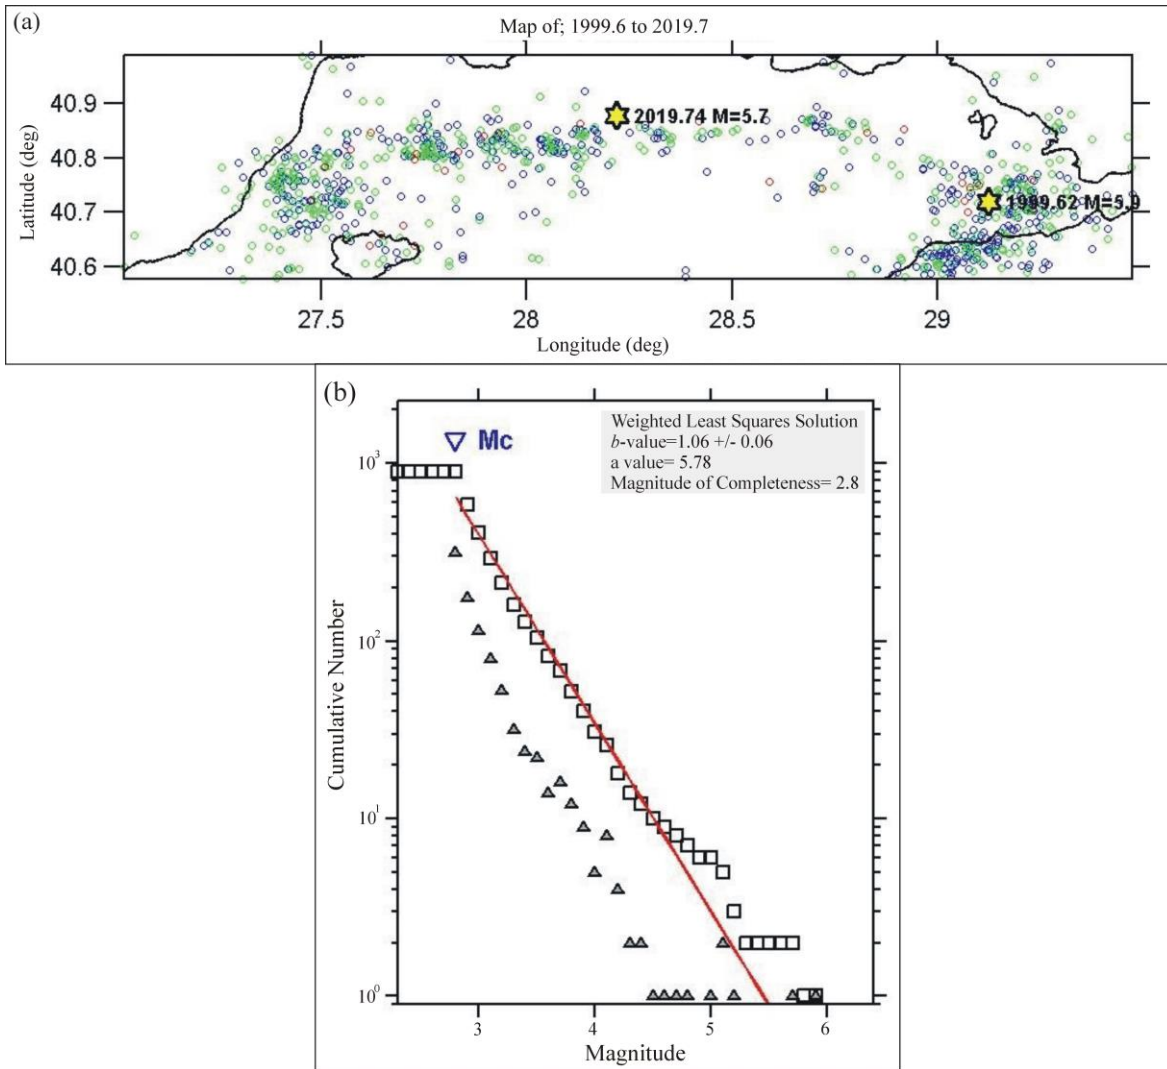 (a)
Map of; 1999.6 to 2019.7
Latitude (deg)
40.9
40.8
40.7
40.6
2019.74 M=5.7
1999.62 M=5.9
27.5 28 28.5 29
Longitude (deg)
(b)
Mc
Weighted Least Squares Solution
b-value=1.06 +/- 0.06
a value= 5.78
Magnitude of Completeness= 2.8
Cumulative Number
10³
10²
10¹
10⁰
3 4 5 6
Magnitude